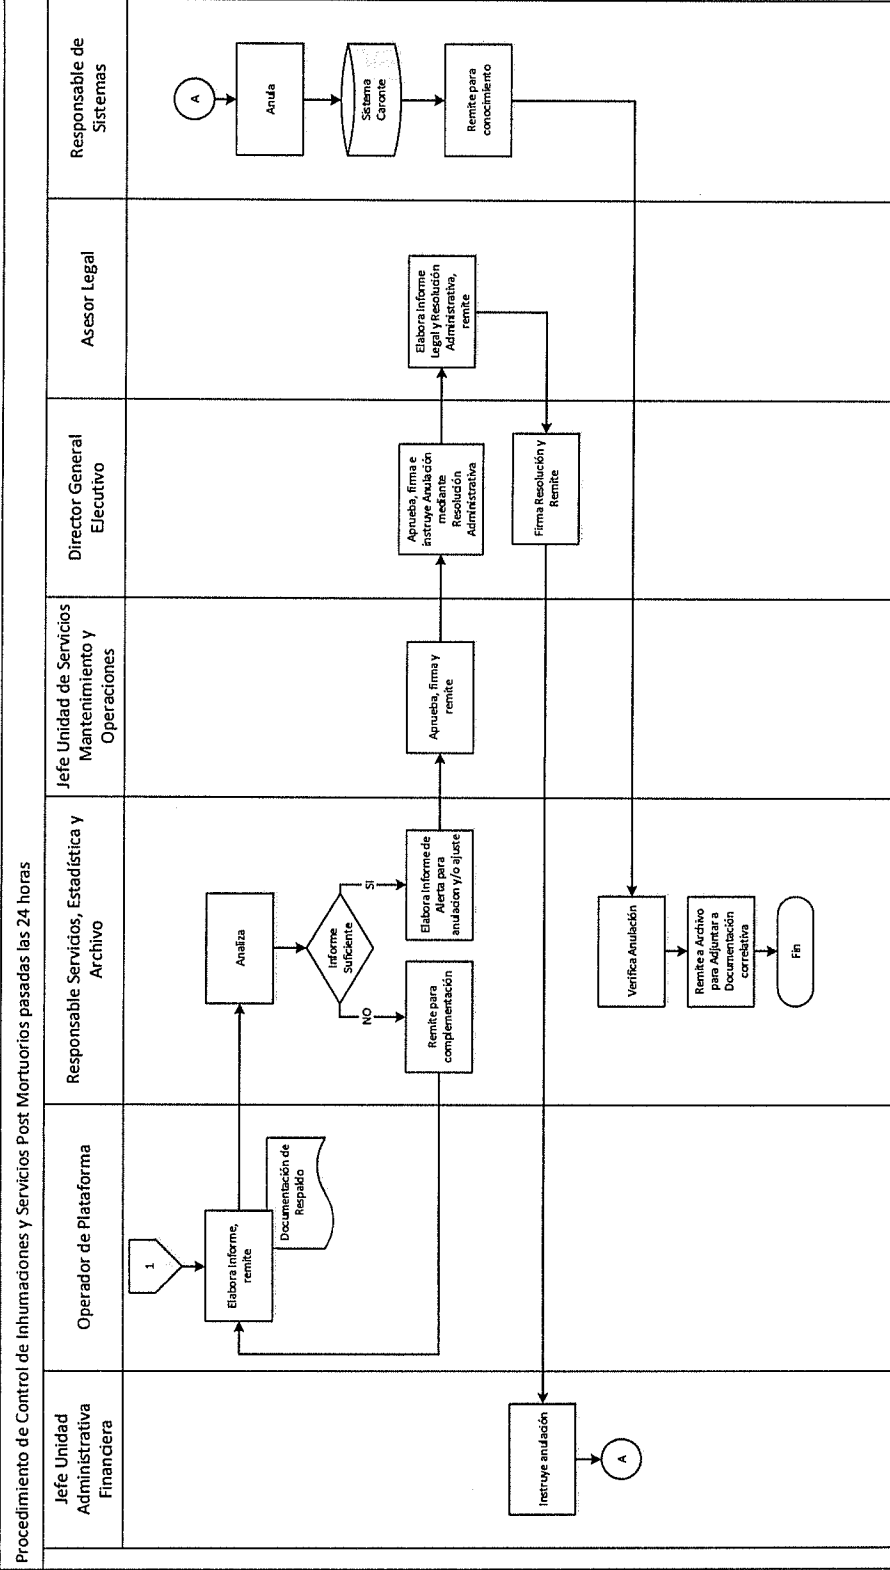 Procedimiento de Control de Inhumaciones y Servicios Post Mortuorios pasadas las 24 horas
Jefe Unidad
Administrativa
Financiera
Operador de Plataforma
Responsable Servicios, Estadística y
Archivo
Jefe Unidad de Servicios
Mantenimiento y
Operaciones
Director General
Ejecutivo
Asesor Legal
Responsable de
Sistemas
1
Elabora Informe,
remite
Documentación de
Respaldo
Analiza
Informe
Suficiente
NO
SI
Remite para
complementación
Elabora Informe de
Alerta para
anulacion y/o ajuste
Aprueba, firma y
remite
Aprueba, firma e
instruye Anulación
mediante
Resolución
Administrativa
Elabora Informe
Legal y Resolución
Administrativa,
remite
Firma Resolución y
Remite
Instruye anulación
A
A
Anula
Sistema
Caronte
Remite para
conocimiento
Verifica Anulación
Remite a Archivo
para Adjuntar a
Documentación
correlativa
Fin